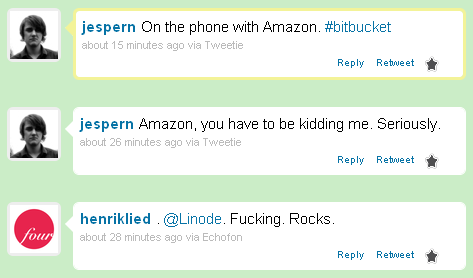 jespern On the phone with Amazon. #bitbucket
about 15 minutes ago via Tweetie
Reply Retweet
jespern Amazon, you have to be kidding me. Seriously.
about 26 minutes ago via Tweetie
Reply Retweet
four
henriklied . @Linode. Fucking. Rocks.
about 28 minutes ago via Echofon
Reply Retweet